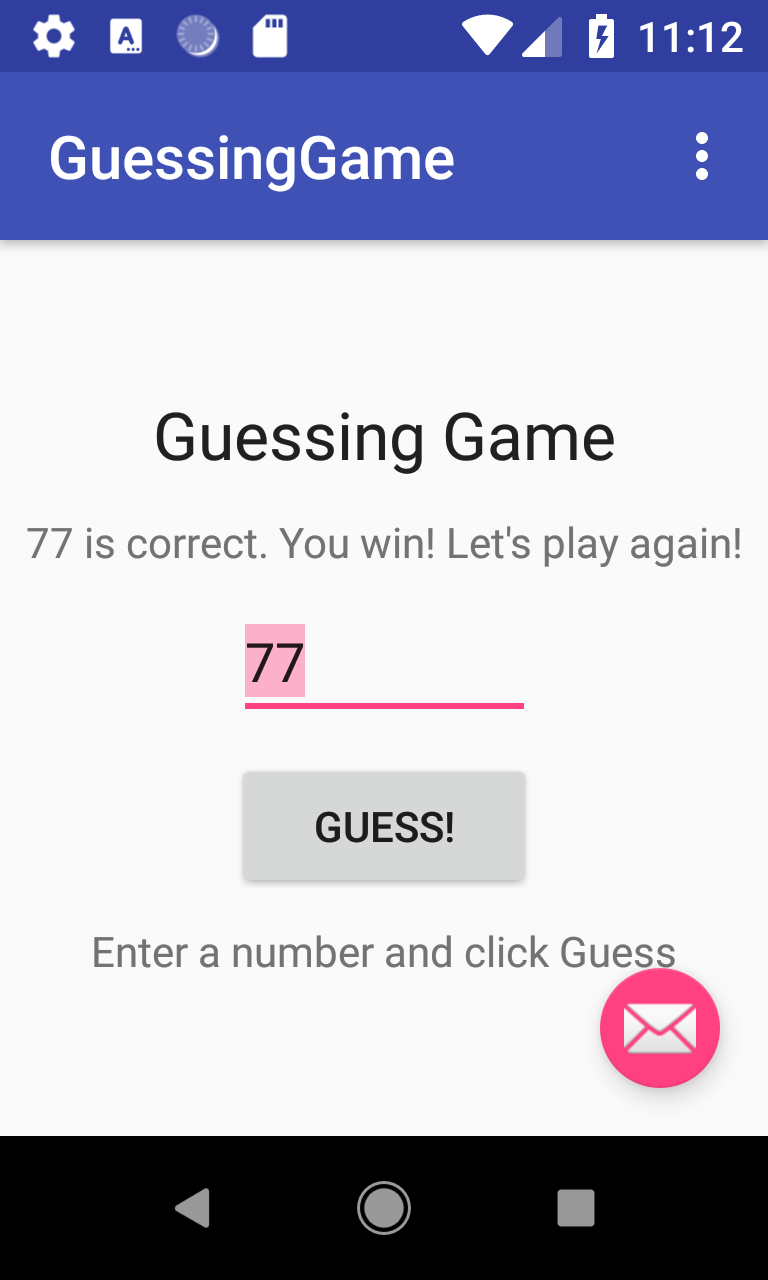 11:12
GuessingGame
Guessing Game
77 is correct. You win! Let's play again!
77
GUESS!
Enter a number and click Guess